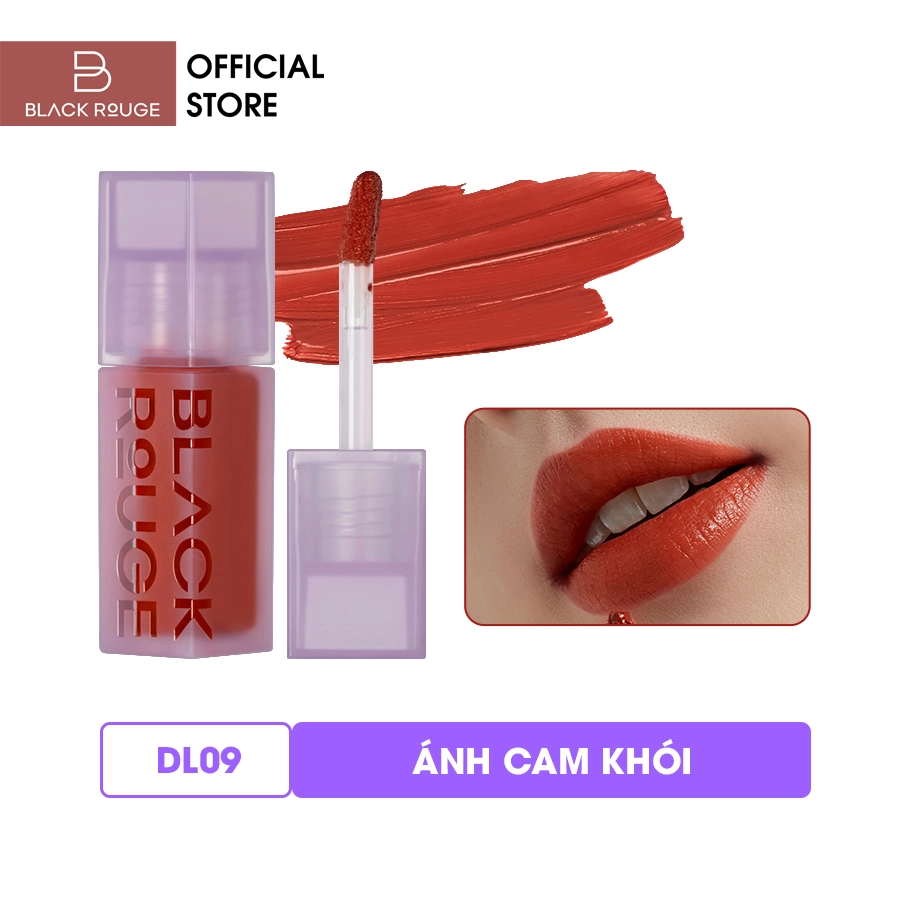 B
BLACK ROUGE
OFFICIAL
STORE
BLACK
ROUGE
DL09
ÁNH CAM KHÓI